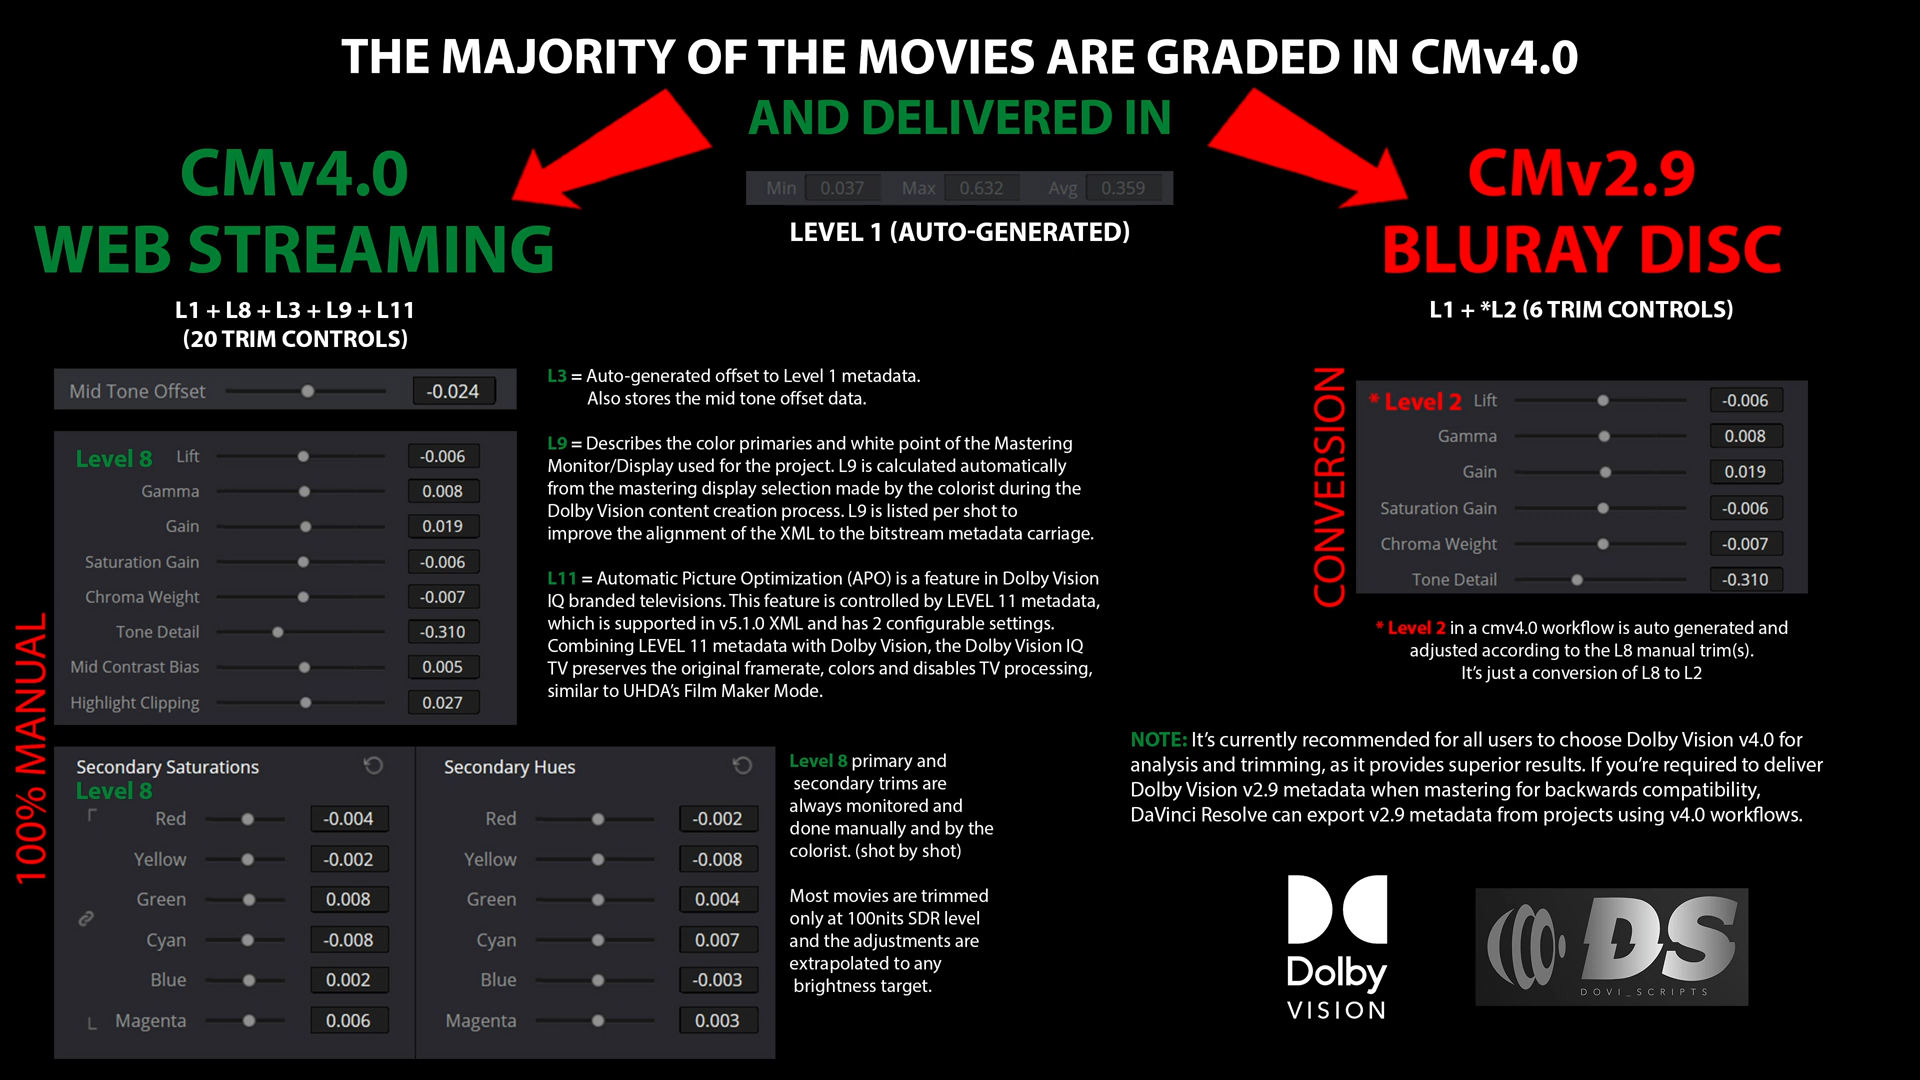 THE MAJORITY OF THE MOVIES ARE GRADED IN CMv4.0
AND DELIVERED IN
CMv4.0
WEB STREAMING
L1 + L8 + L3 + L9 + L11
(20 TRIM CONTROLS)
Min 0.037 Max 0.632 Avg 0.359
LEVEL 1 (AUTO-GENERATED)
CMv2.9
BLURAY DISC
L1 + *L2 (6 TRIM CONTROLS)
100% MANUAL
Mid Tone Offset -0.024
Level 8 Lift -0.006
Gamma 0.008
Gain 0.019
Saturation Gain -0.006
Chroma Weight -0.007
Tone Detail -0.310
Mid Contrast Bias 0.005
Highlight Clipping 0.027
Secondary Saturations
Level 8
Red -0.004
Yellow -0.002
Green 0.008
Cyan -0.008
Blue 0.002
Magenta 0.006
Secondary Hues
Red -0.002
Yellow -0.008
Green 0.004
Cyan 0.007
Blue -0.003
Magenta 0.003
L3 = Auto-generated offset to Level 1 metadata.
Also stores the mid tone offset data.
L9 = Describes the color primaries and white point of the Mastering
Monitor/Display used for the project. L9 is calculated automatically
from the mastering display selection made by the colorist during the
Dolby Vision content creation process. L9 is listed per shot to
improve the alignment of the XML to the bitstream metadata carriage.
L11 = Automatic Picture Optimization (APO) is a feature in Dolby Vision
IQ branded televisions. This feature is controlled by LEVEL 11 metadata,
which is supported in v5.1.0 XML and has 2 configurable settings.
Combining LEVEL 11 metadata with Dolby Vision, the Dolby Vision IQ
TV preserves the original framerate, colors and disables TV processing,
similar to UHDA's Film Maker Mode.
Level 8 primary and
secondary trims are
always monitored and
done manually and by the
colorist. (shot by shot)
Most movies are trimmed
only at 100nits SDR level
and the adjustments are
extrapolated to any
brightness target.
CONVERSION
* Level 2 Lift -0.006
Gamma 0.008
Gain 0.019
Saturation Gain -0.006
Chroma Weight -0.007
Tone Detail -0.310
* Level 2 in a cmv4.0 workflow is auto generated and
adjusted according to the L8 manual trim(s).
It's just a conversion of L8 to L2
NOTE: It's currently recommended for all users to choose Dolby Vision v4.0 for
analysis and trimming, as it provides superior results. If you're required to deliver
Dolby Vision v2.9 metadata when mastering for backwards compatibility,
DaVinci Resolve can export v2.9 metadata from projects using v4.0 workflows.
Dolby
VISION
DS
DOVI_SCRIPTS